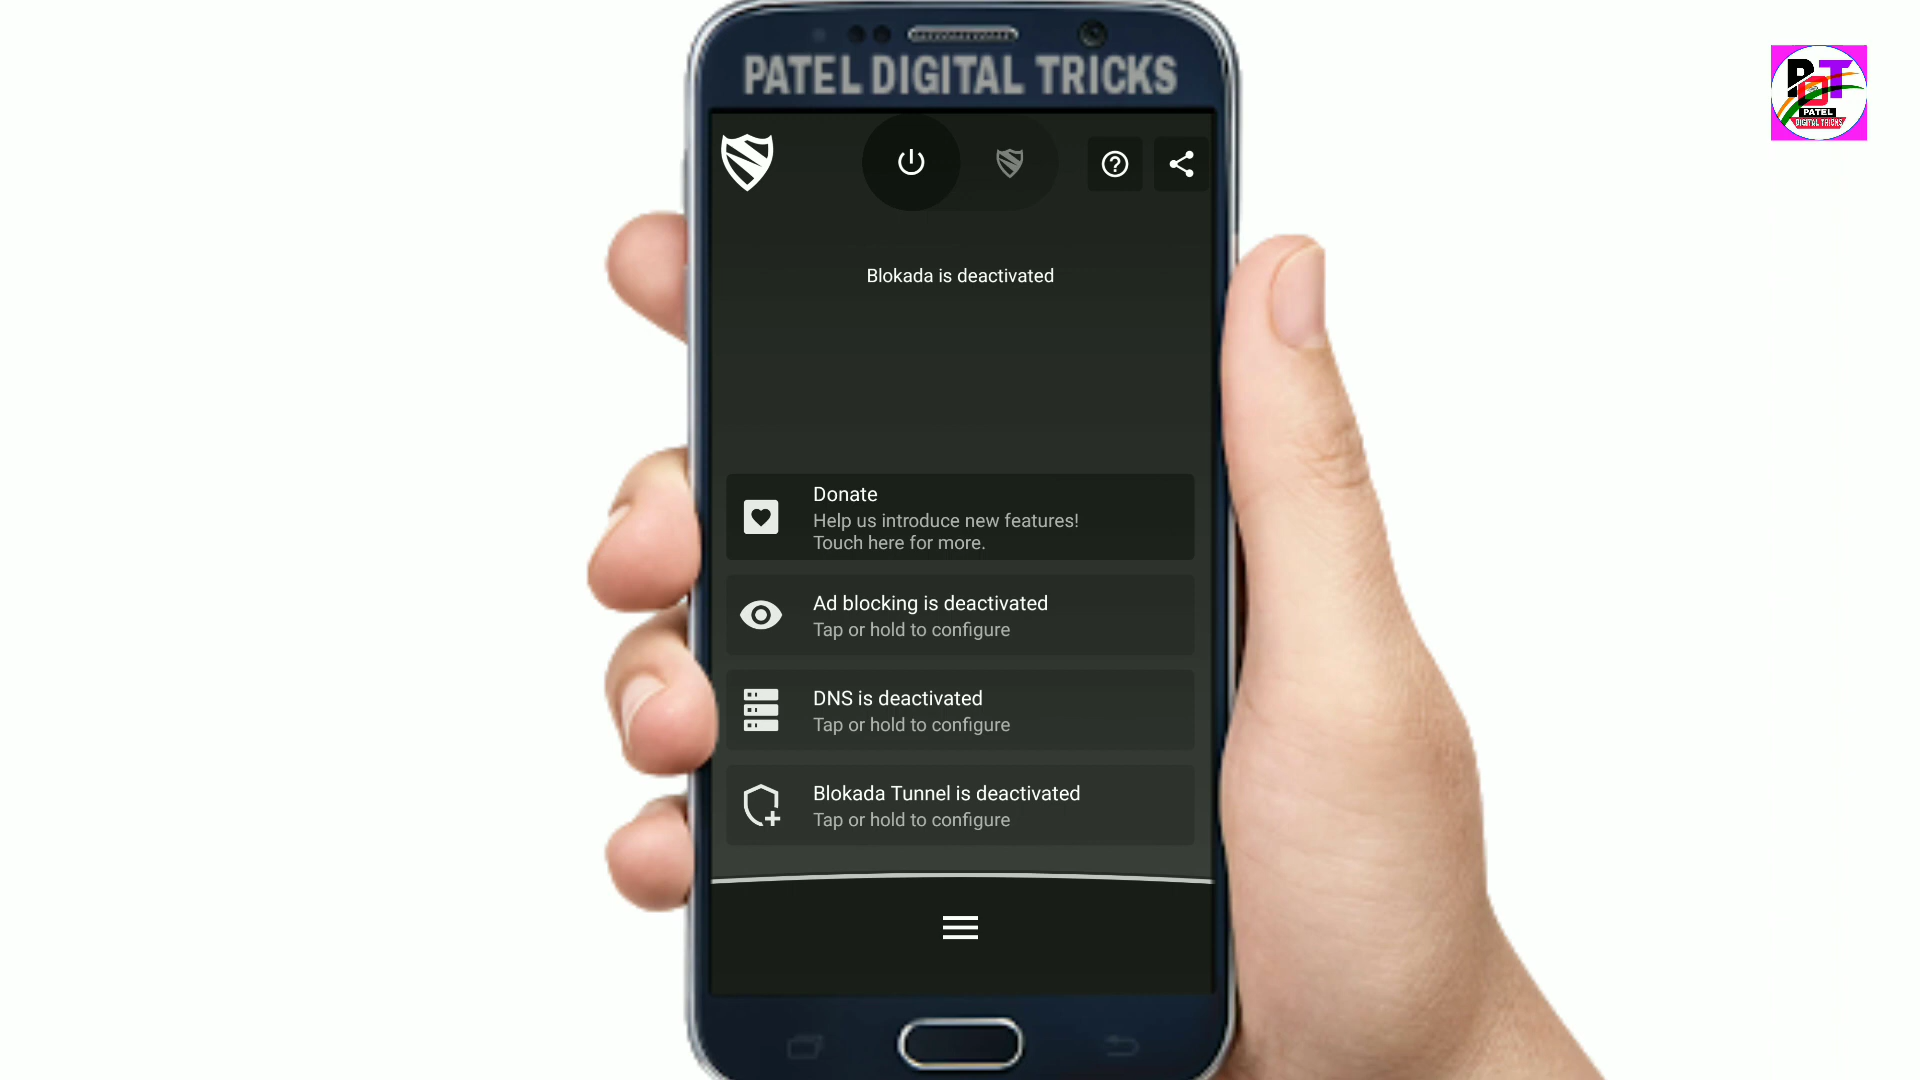 PATEL DIGITAL TRICKS
PDT
PATEL
DIGITAL TRICKS
Blokada is deactivated
Donate
Help us introduce new features!
Touch here for more.
Ad blocking is deactivated
Tap or hold to configure
DNS is deactivated
Tap or hold to configure
Blokada Tunnel is deactivated
Tap or hold to configure